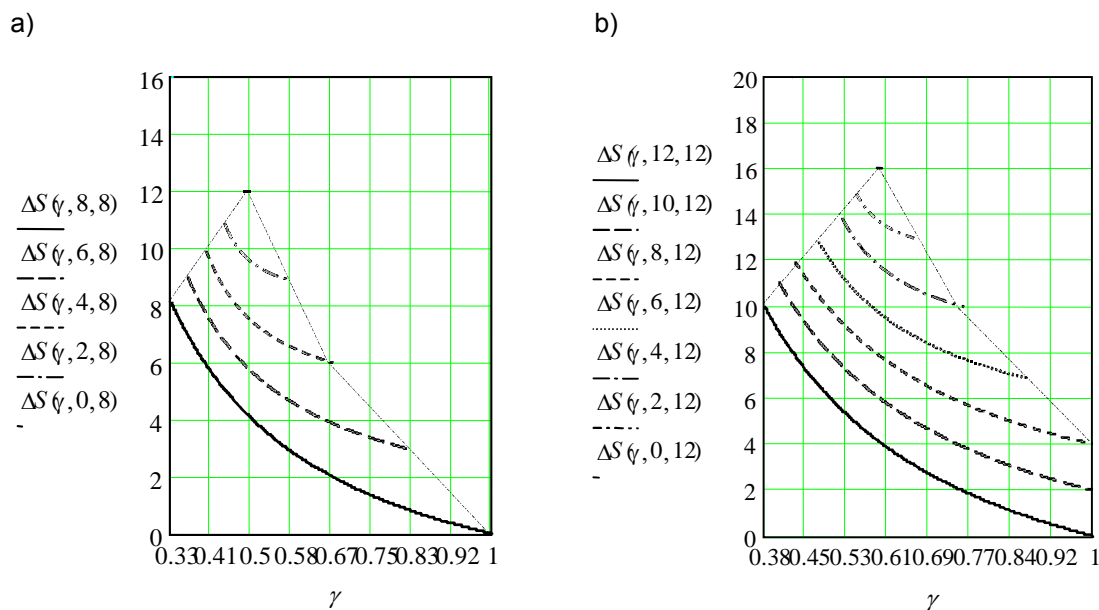 a)
16
14
12
10
8
6
4
2
0
ΔS(γ, 8, 8)
ΔS(γ, 6, 8)
ΔS(γ, 4, 8)
ΔS(γ, 2, 8)
ΔS(γ, 0, 8)
0.33 0.41 0.5 0.58 0.67 0.75 0.83 0.92 1
γ
b)
20
18
16
14
12
10
8
6
4
2
0
ΔS(γ, 12, 12)
ΔS(γ, 10, 12)
ΔS(γ, 8, 12)
ΔS(γ, 6, 12)
ΔS(γ, 4, 12)
ΔS(γ, 2, 12)
ΔS(γ, 0, 12)
0.38 0.45 0.53 0.61 0.69 0.77 0.84 0.92 1
γ